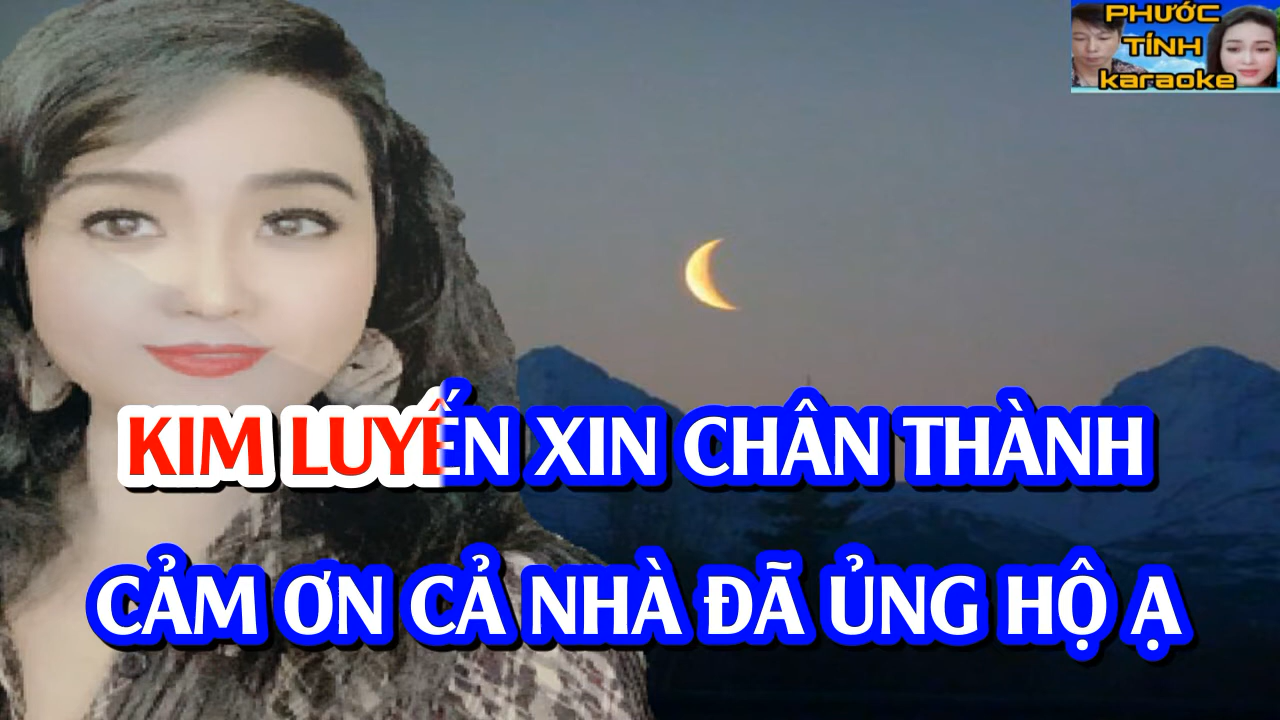 PHƯỚC
TÍNH
karaoke
KIM LUYẾN XIN CHÂN THÀNH
CẢM ƠN CẢ NHÀ ĐÃ ỦNG HỘ Ạ